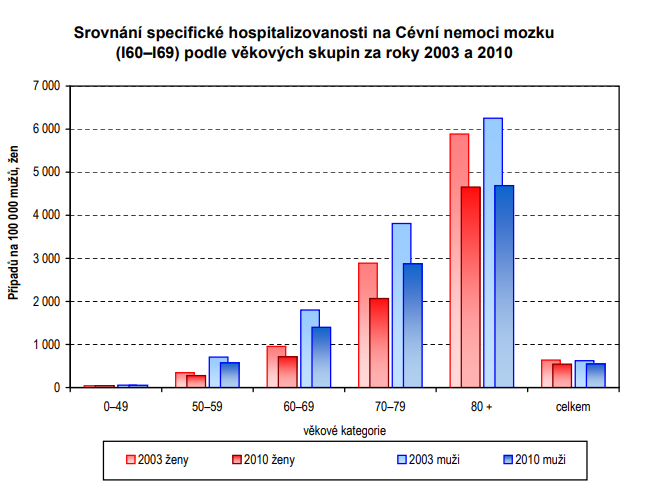 Srovnání specifické hospitalizovanosti na Cévní nemoci mozku
(I60–I69) podle věkových skupin za roky 2003 a 2010
Případů na 100 000 mužů, žen
7 000
6 000
5 000
4 000
3 000
2 000
1 000
0
0–49 50–59 60–69 70–79 80 + celkem
věkové kategorie
2003 ženy 2010 ženy 2003 muži 2010 muži